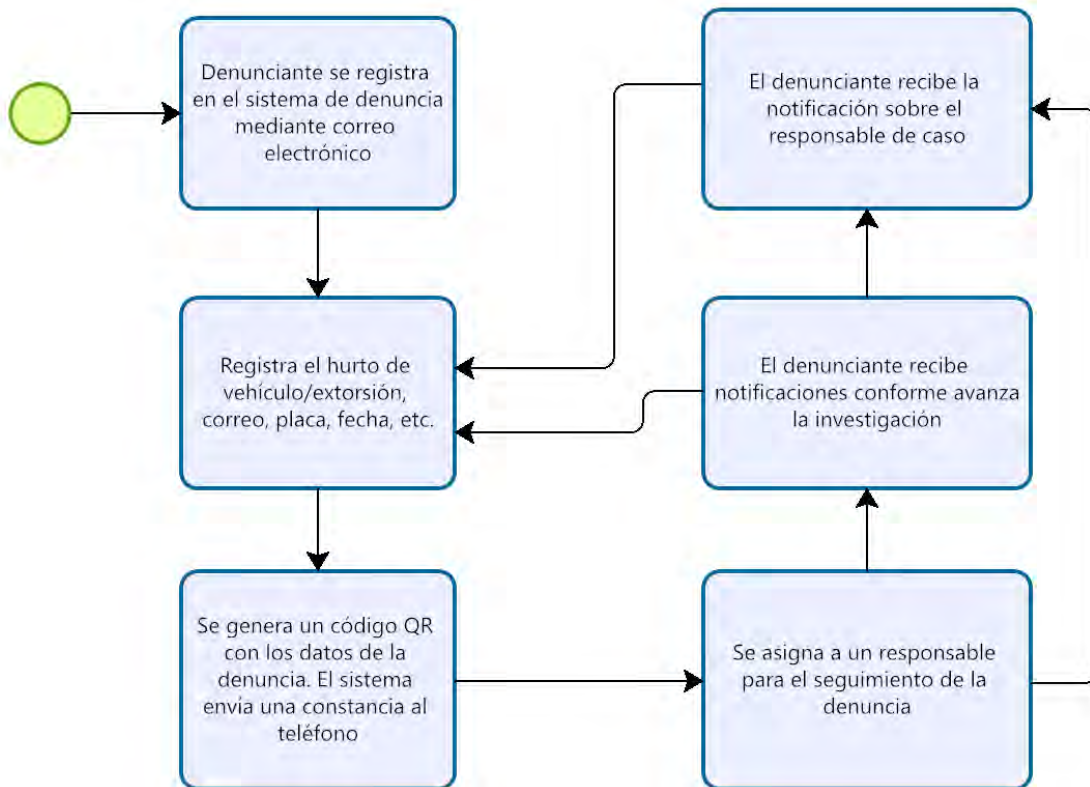 Denunciante se registra
en el sistema de denuncia
mediante correo
electrónico
Registra el hurto de
vehículo/extorsión,
correo, placa, fecha, etc.
Se genera un código QR
con los datos de la
denuncia. El sistema
envía una constancia al
teléfono
El denunciante recibe la
notificación sobre el
responsable de caso
El denunciante recibe
notificaciones conforme avanza
la investigación
Se asigna a un responsable
para el seguimiento de la
denuncia